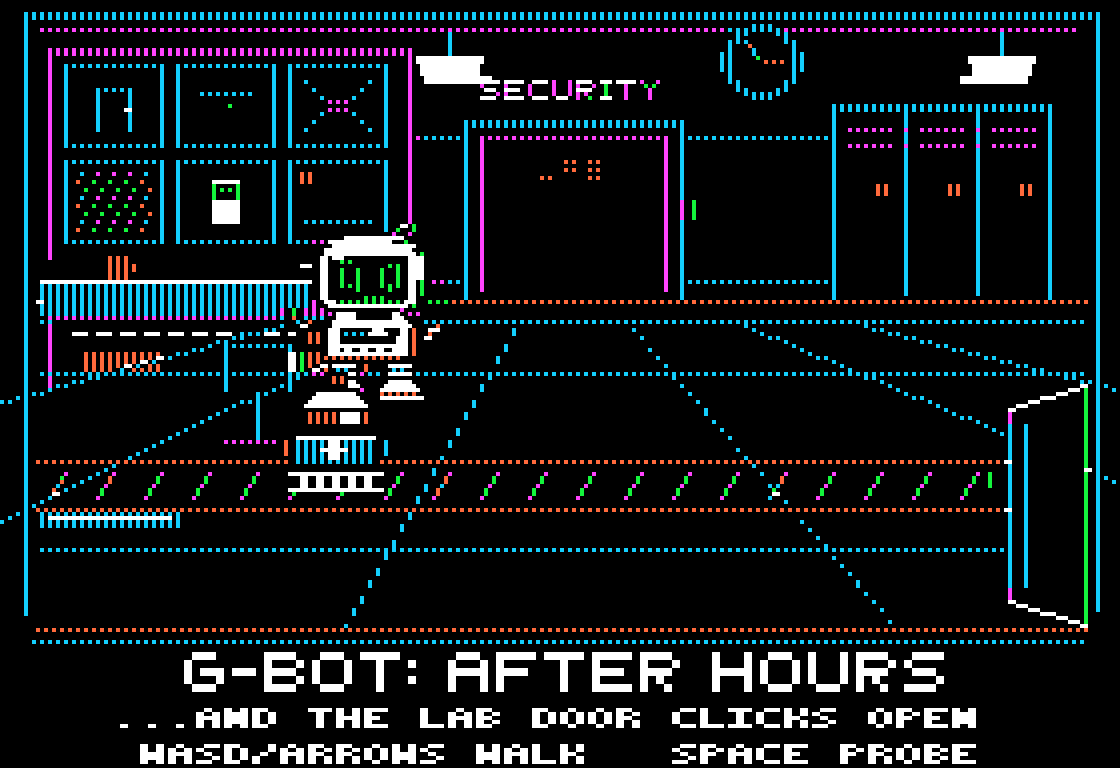 SECURITY
G-BOT: AFTER HOURS
...AND THE LAB DOOR CLICKS OPEN
WASD/ARROWS WALK SPACE PROBE